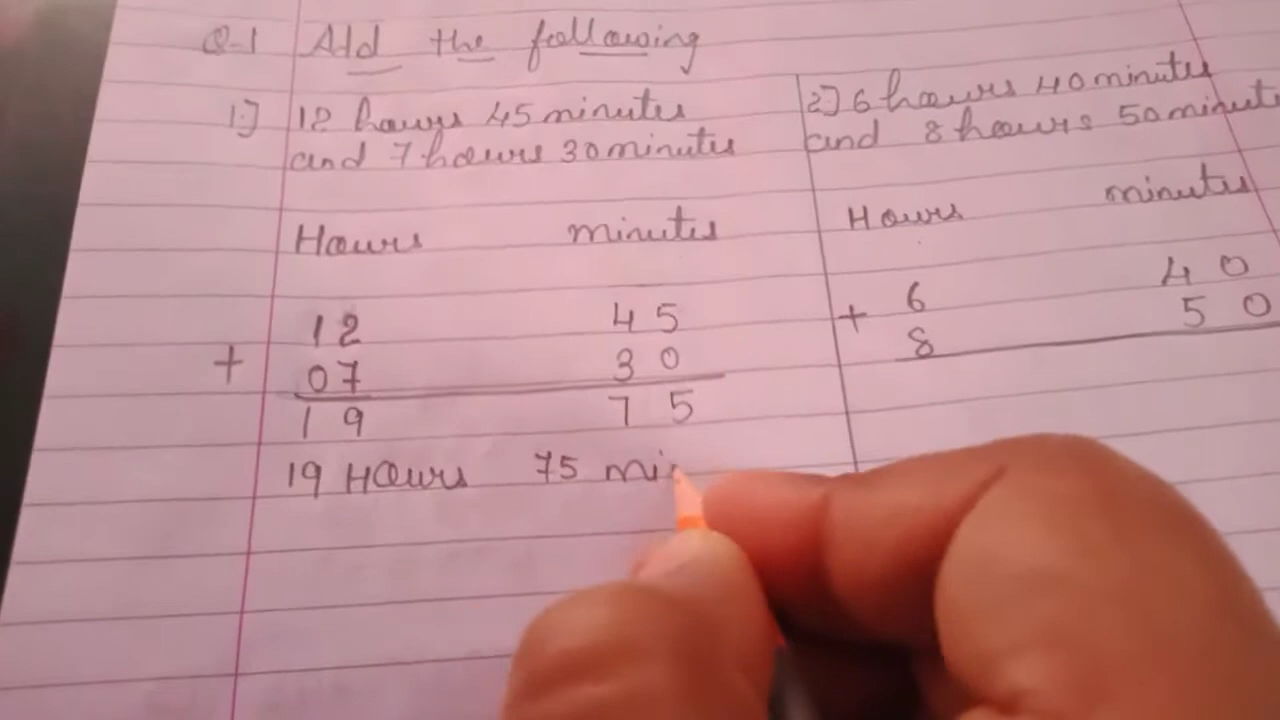 Q-1 Add the following
1.) 12 hours 45 minutes
and 7 hours 30 minutes
Hours minutes
12 45
+ 07 30
19 75
19 Hours 75 mi
2) 6 hours 40 minutes
and 8 hours 50 minut
Hours minutes
+ 6 40
8 50